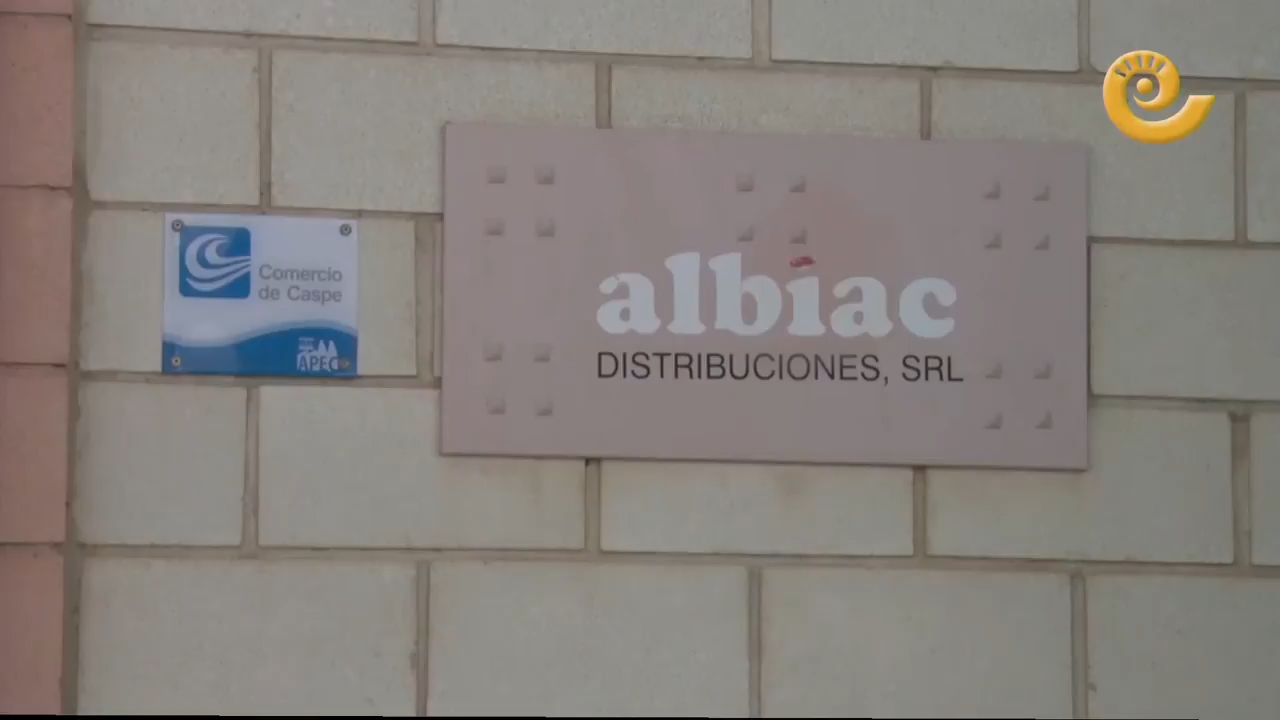 Comercio
de Caspe
APEC
albiac
DISTRIBUCIONES, SRL